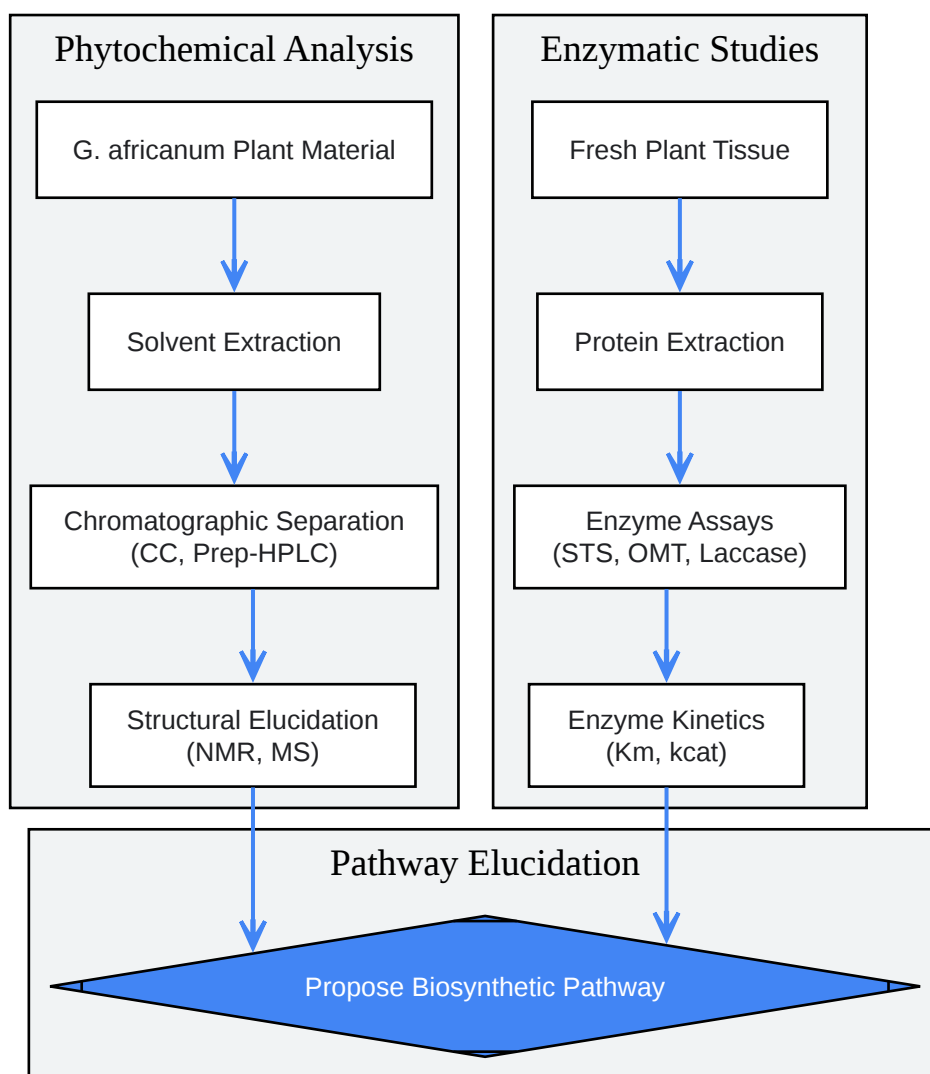 Phytochemical Analysis
G. africanum Plant Material
Solvent Extraction
Chromatographic Separation
(CC, Prep-HPLC)
Structural Elucidation
(NMR, MS)
Enzymatic Studies
Fresh Plant Tissue
Protein Extraction
Enzyme Assays
(STS, OMT, Laccase)
Enzyme Kinetics
(Km, kcat)
Pathway Elucidation
Propose Biosynthetic Pathway